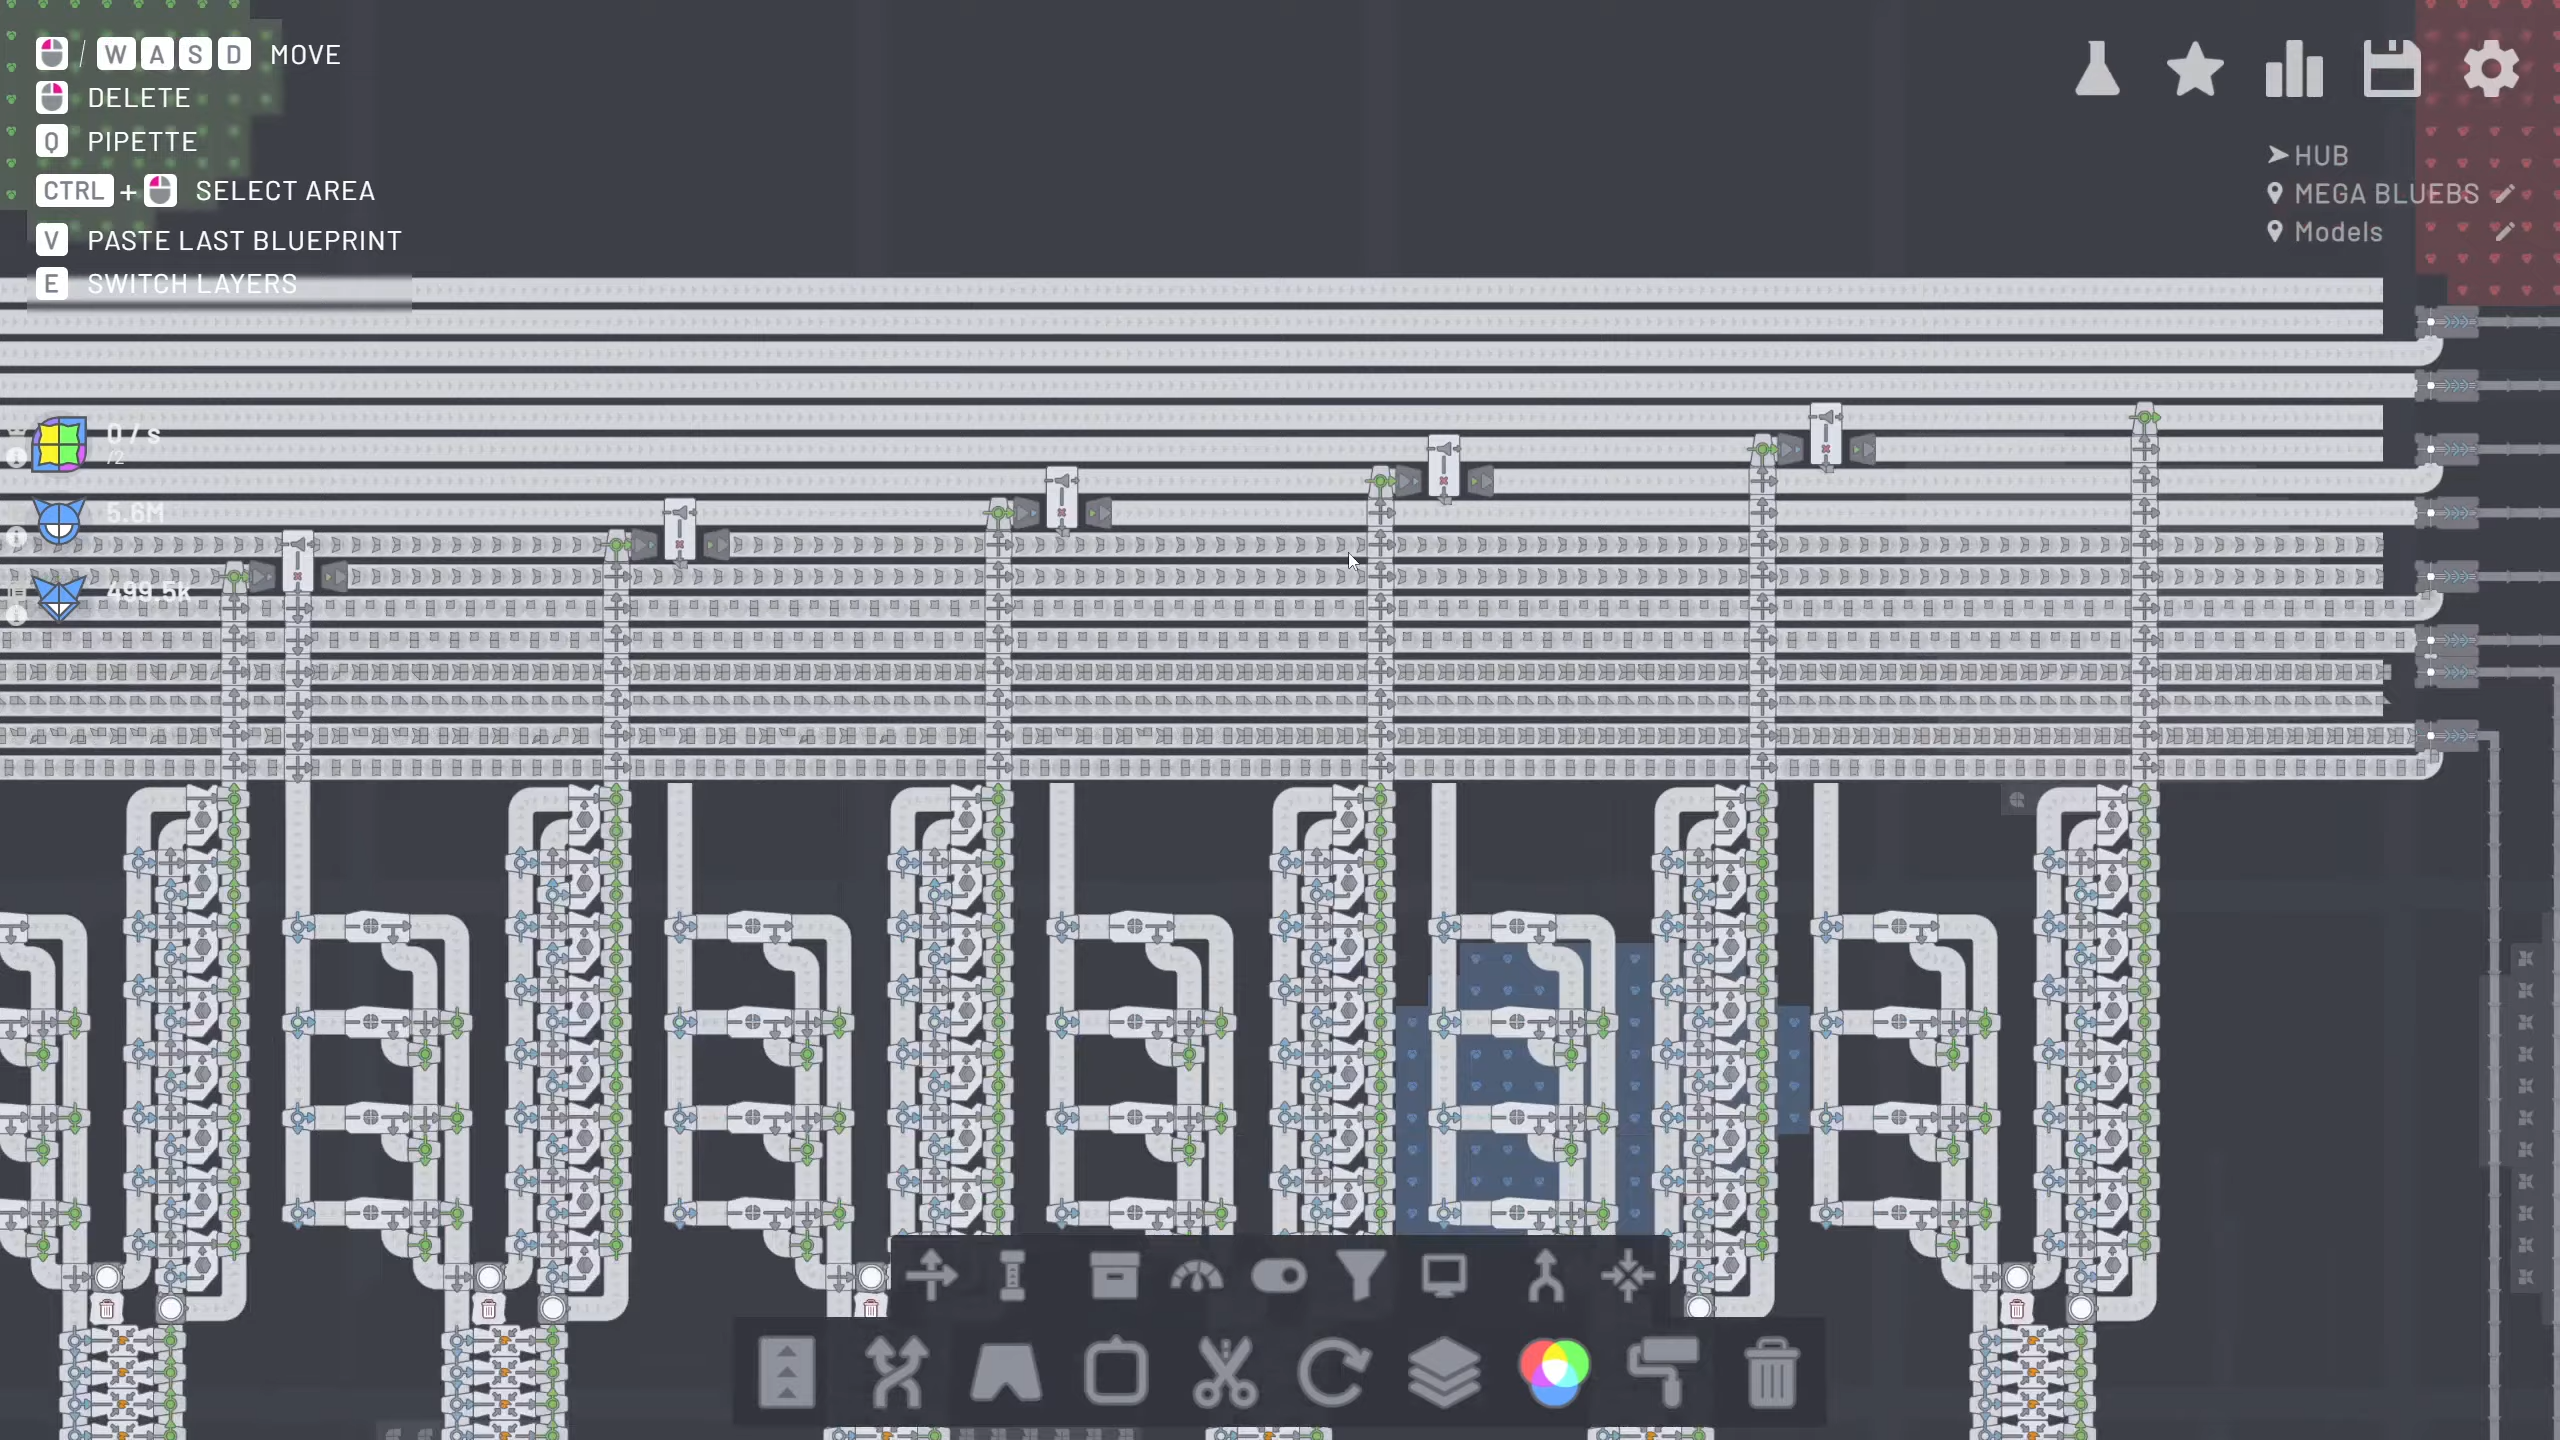 / W A S D MOVE
DELETE
Q PIPETTE
CTRL + SELECT AREA
V PASTE LAST BLUEPRINT
E SWITCH LAYERS
HUB
MEGA BLUEBS
Models
0 / s
/2
5.6M
499.5k